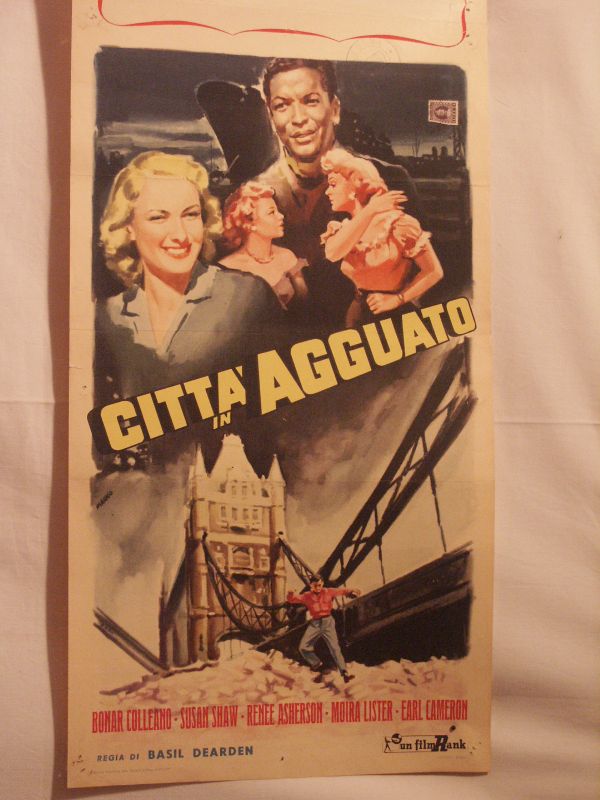 CITTA' IN AGGUATO
BONAR COLLEANO · SUSAN SHAW · RENEE ASHERSON · MOIRA LISTER · EARL CAMERON
REGIA DI BASIL DEARDEN
un film Rank